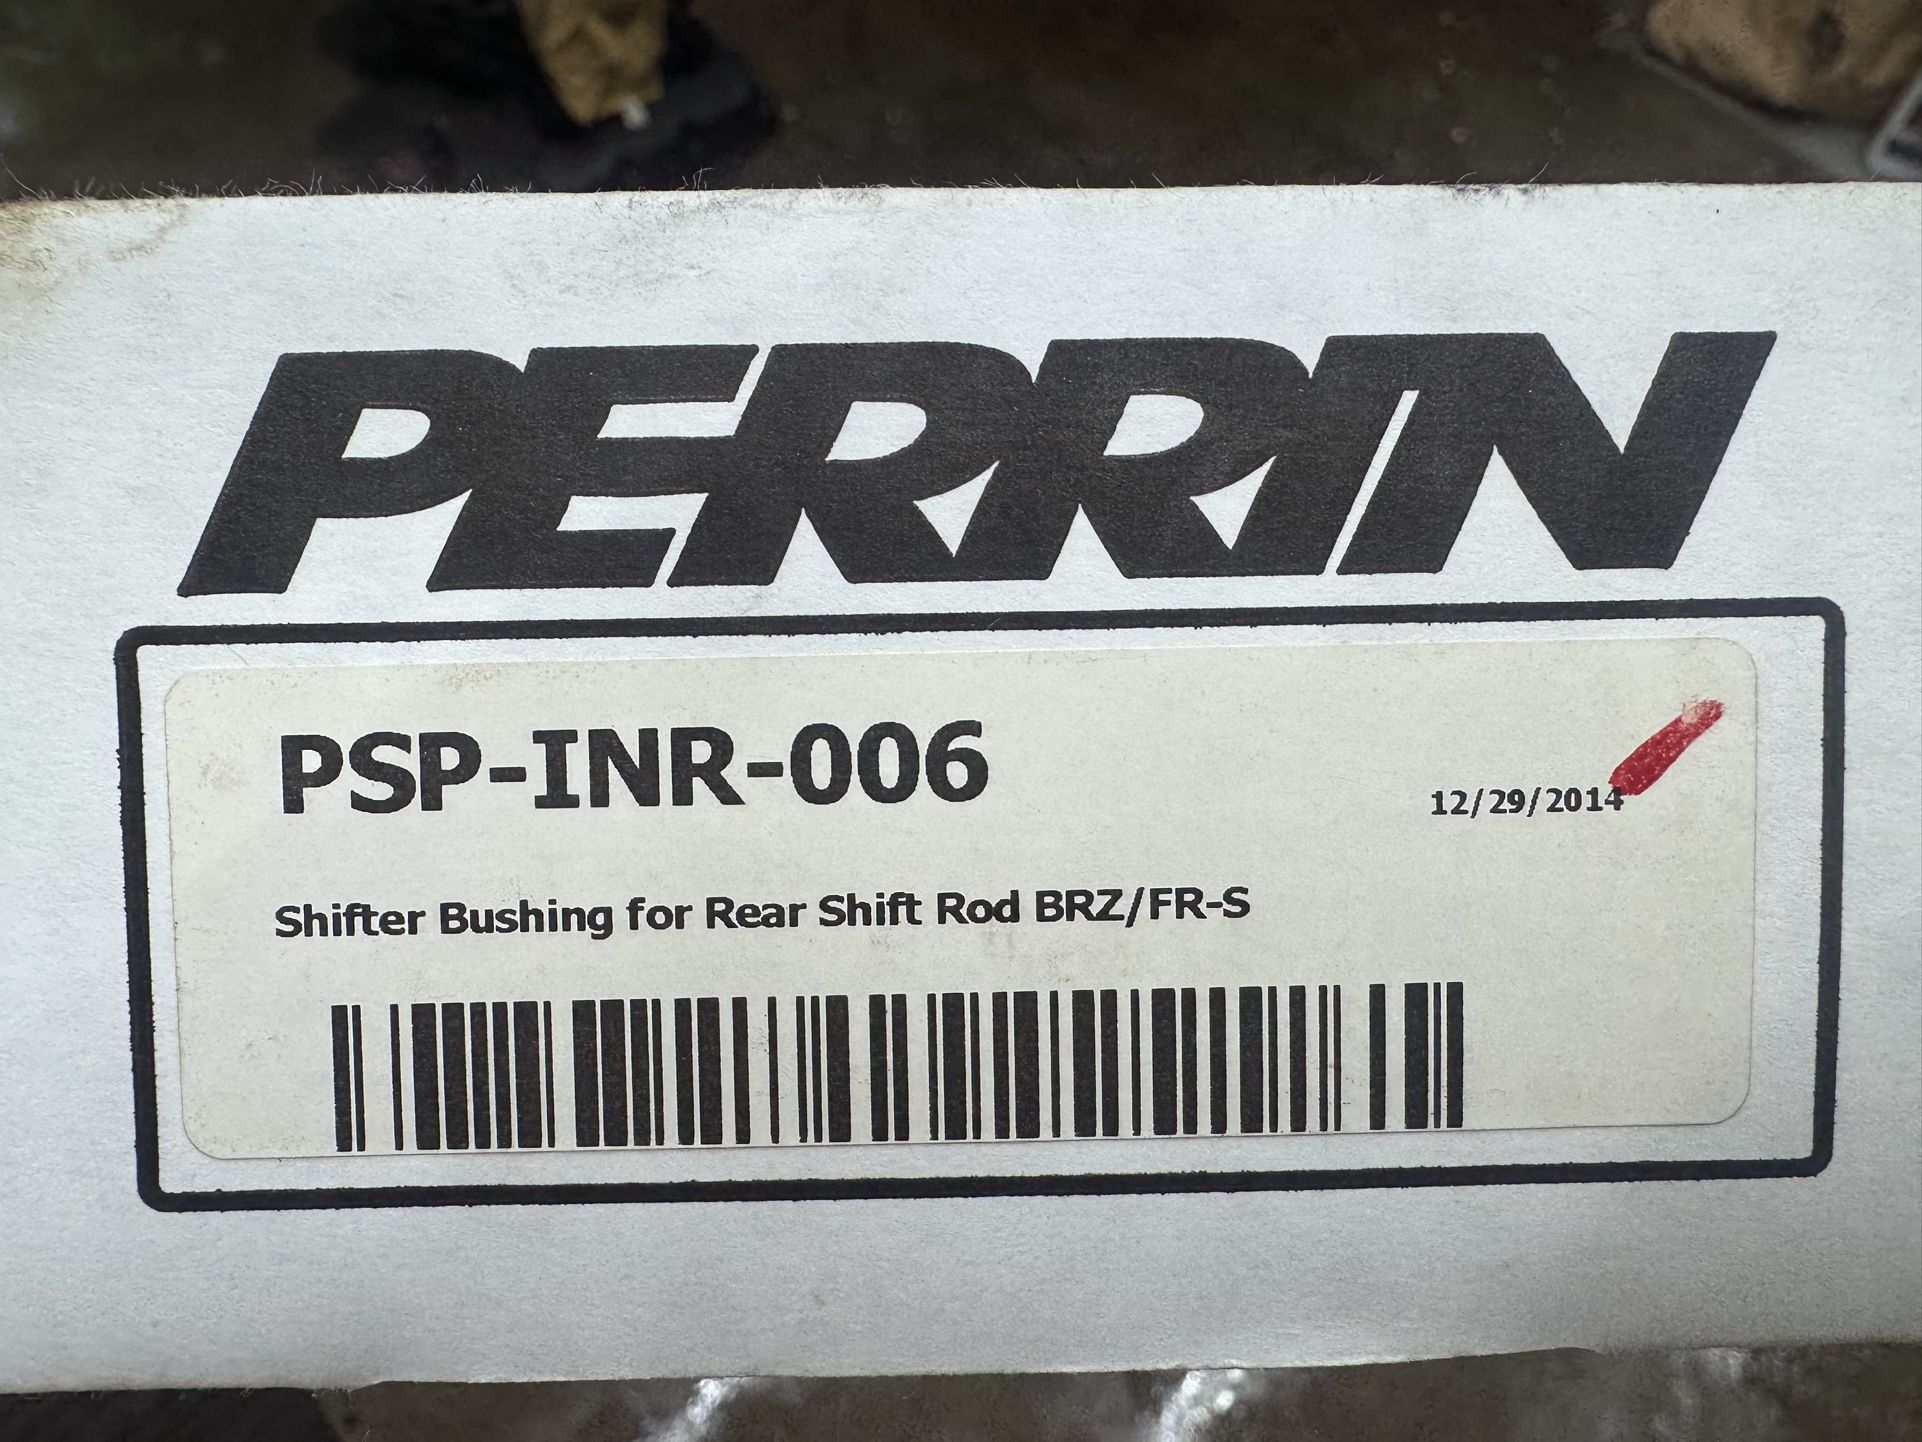 PERRIN
PSP-INR-006
12/29/2014
Shifter Bushing for Rear Shift Rod BRZ/FR-S